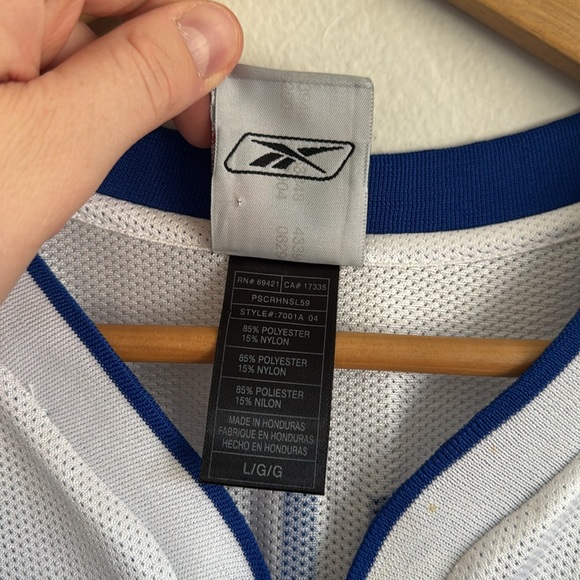 RN# 69421 CA# 17335
PSCRHNSL59
STYLE#:7001A 04
85% POLYESTER
15% NYLON
85% POLYESTER
15% NYLON
85% POLIESTER
15% NILON
MADE IN HONDURAS
FABRIQUE EN HONDURAS
HECHO EN HONDURAS
L/G/G